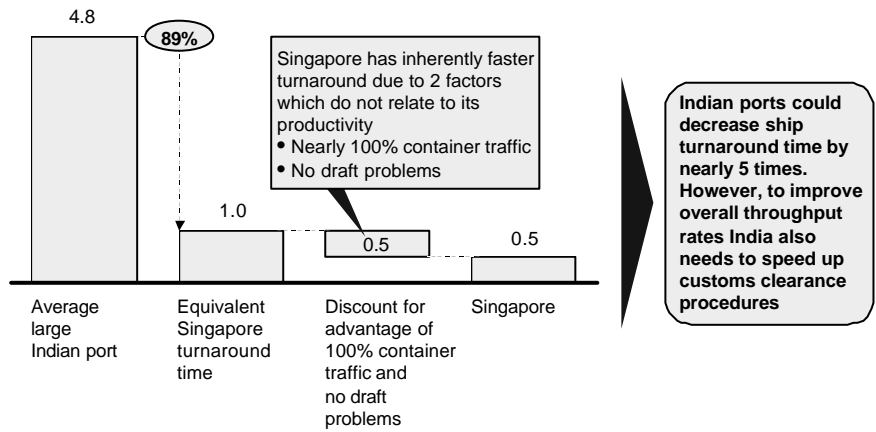 4.8
89%
Singapore has inherently faster
turnaround due to 2 factors
which do not relate to its
productivity
• Nearly 100% container traffic
• No draft problems
1.0
0.5
0.5
Average
large
Indian port
Equivalent
Singapore
turnaround
time
Discount for
advantage of
100% container
traffic and
no draft
problems
Singapore
Indian ports could
decrease ship
turnaround time by
nearly 5 times.
However, to improve
overall throughput
rates India also
needs to speed up
customs clearance
procedures